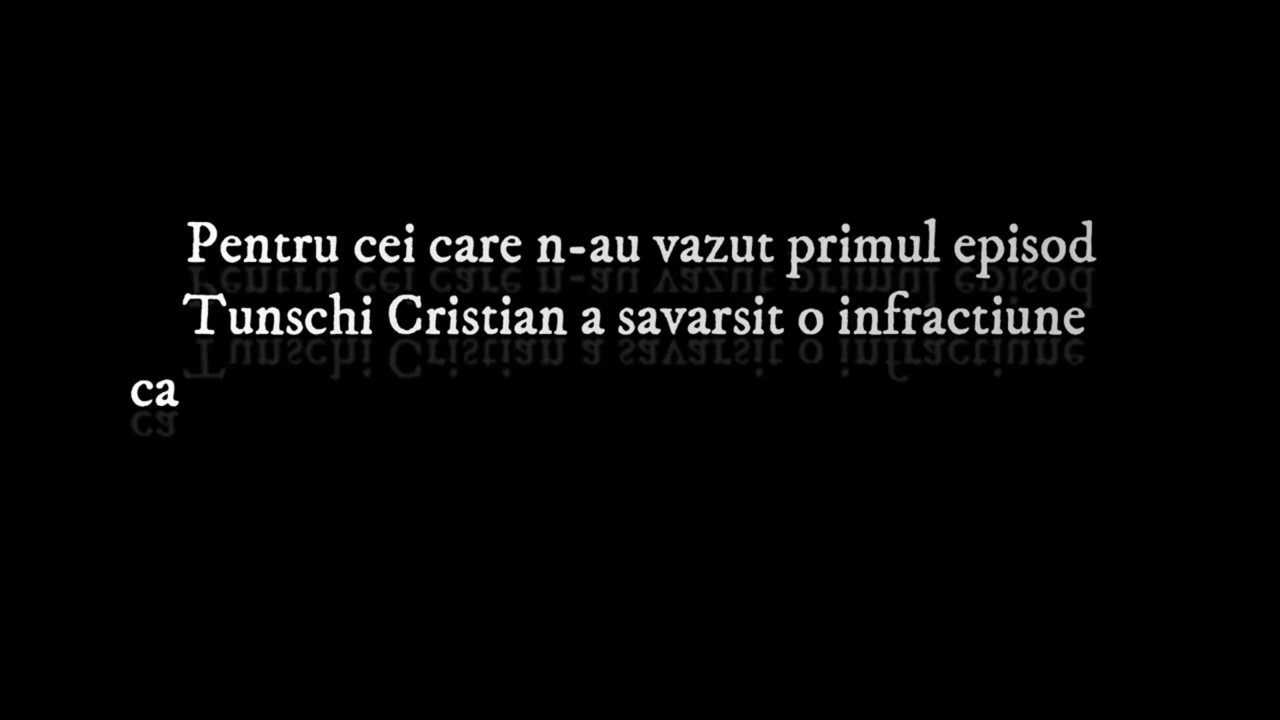 Pentru cei care n-au vazut primul episod
Tunschi Cristian a savarsit o infractiune
ca